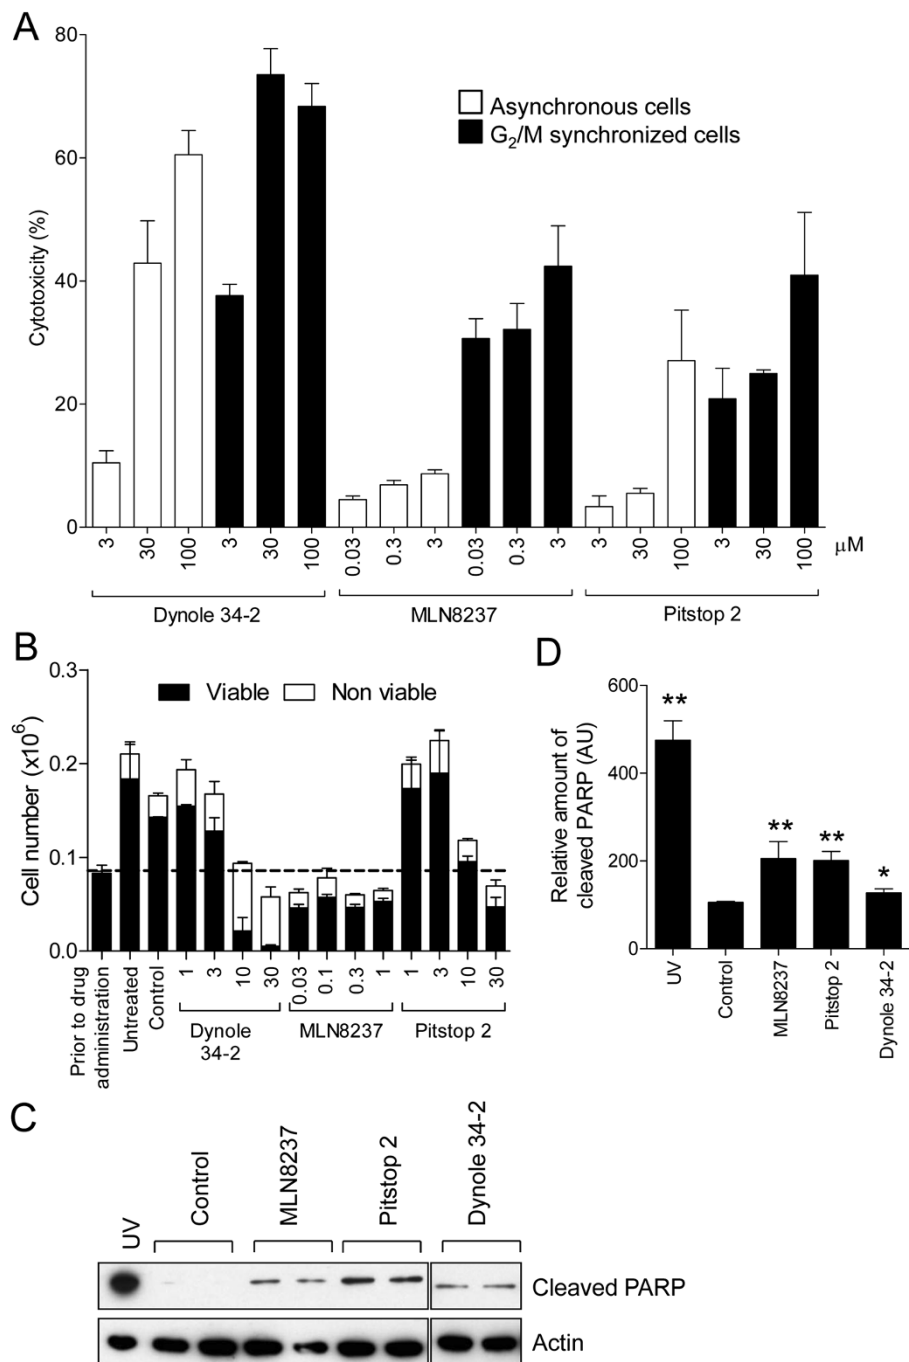 A
80
60
40
20
0
Cytotoxicity (%)
Asynchronous cells
G₂/M synchronized cells
3 30 100 3 30 100 0.03 0.3 3 0.03 0.3 3 3 30 100 3 30 100 μM
Dynole 34-2 MLN8237 Pitstop 2
B
0.3
0.2
0.1
0.0
Cell number (x10⁶)
Viable Non viable
Prior to drug
administration
Untreated
Control
1 3 10 30 0.03 0.1 0.3 1 1 3 10 30
Dynole
34-2
MLN8237 Pitstop 2
D
600
400
200
0
Relative amount of
cleaved PARP (AU)
** ** ** *
UV
Control
MLN8237
Pitstop 2
Dynole 34-2
C
UV
Control
MLN8237
Pitstop 2
Dynole 34-2
Cleaved PARP
Actin